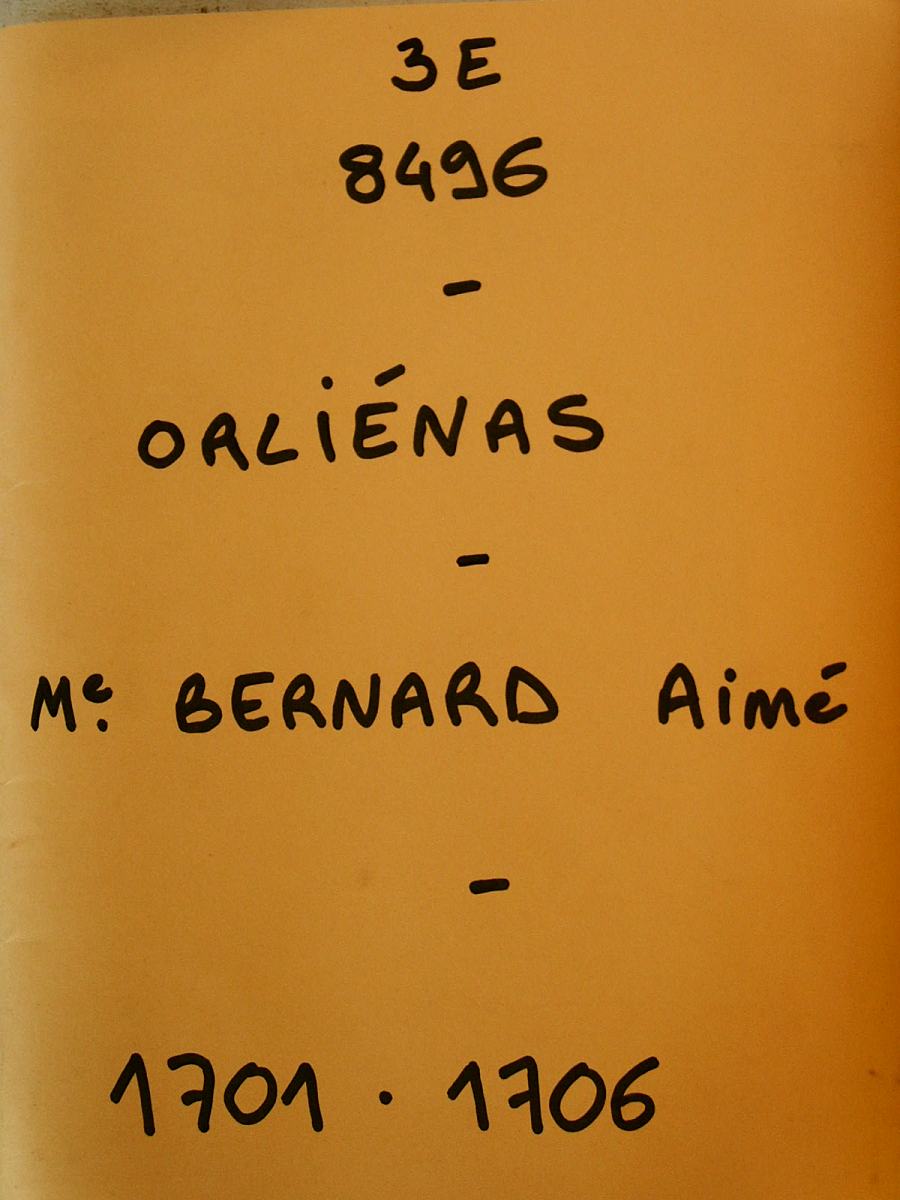 3E
8496
-
ORLIÉNAS
-
Me. BERNARD Aimé
-
1701 . 1706